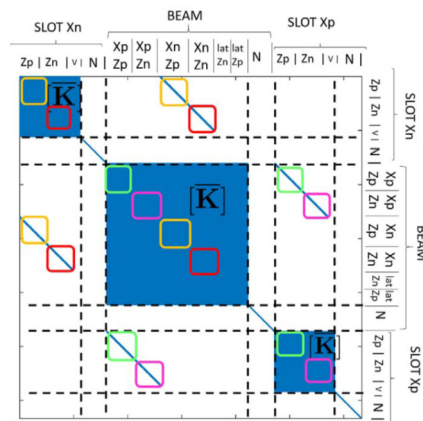 BEAM
SLOT Xn
SLOT Xp
Xp Xp Xn Xn lat lat N
Zp Zn Zp Zn Zn Zp
Zp | Zn | V | N
Zp | Zn | V | N
K
[K]
[K]
Zp | Zn | V | N
SLOT Xn
Zp Xp
Zn Xp
Zp Xn
Zn Xn
Zn lat
Zp lat
N
BEAM
Zp | Zn | V | N
SLOT Xp